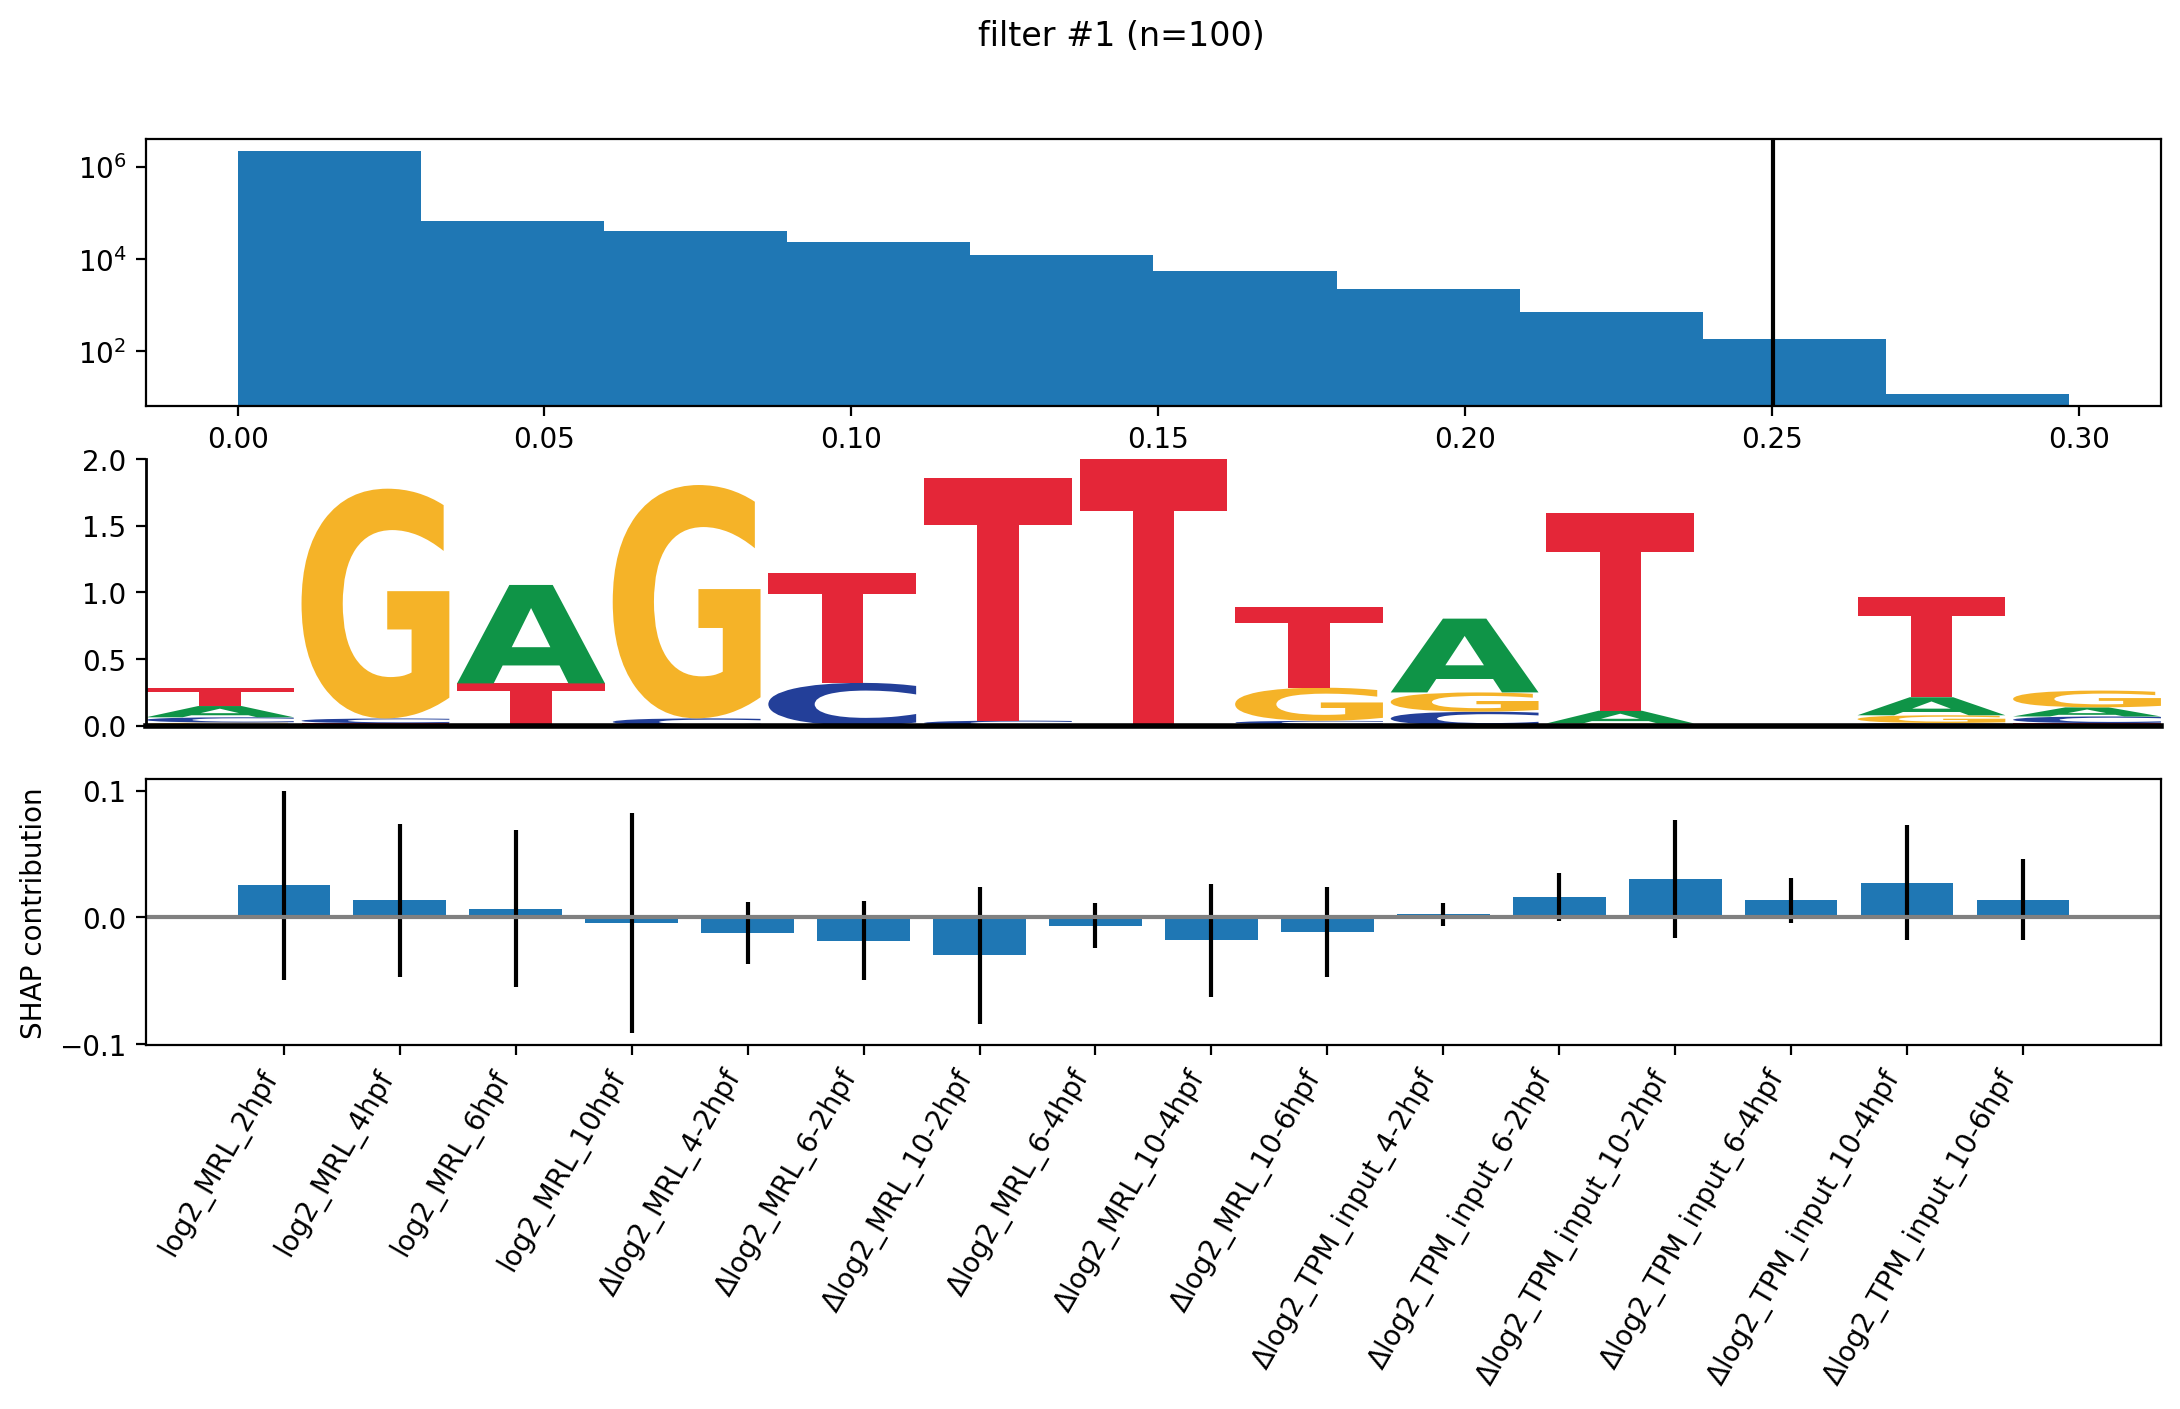 filter #1 (n=100)
10^6
10^4
10^2
0.00 0.05 0.10 0.15 0.20 0.25 0.30
2.0
1.5
1.0
0.5
0.0
T A C G C A T G C T C T C T T G C A G C T A T A G G A C
SHAP contribution
0.1
0.0
−0.1
log2_MRL_2hpf
log2_MRL_4hpf
log2_MRL_6hpf
log2_MRL_10hpf
Δlog2_MRL_4-2hpf
Δlog2_MRL_6-2hpf
Δlog2_MRL_10-2hpf
Δlog2_MRL_6-4hpf
Δlog2_MRL_10-4hpf
Δlog2_MRL_10-6hpf
Δlog2_TPM_input_4-2hpf
Δlog2_TPM_input_6-2hpf
Δlog2_TPM_input_10-2hpf
Δlog2_TPM_input_6-4hpf
Δlog2_TPM_input_10-4hpf
Δlog2_TPM_input_10-6hpf